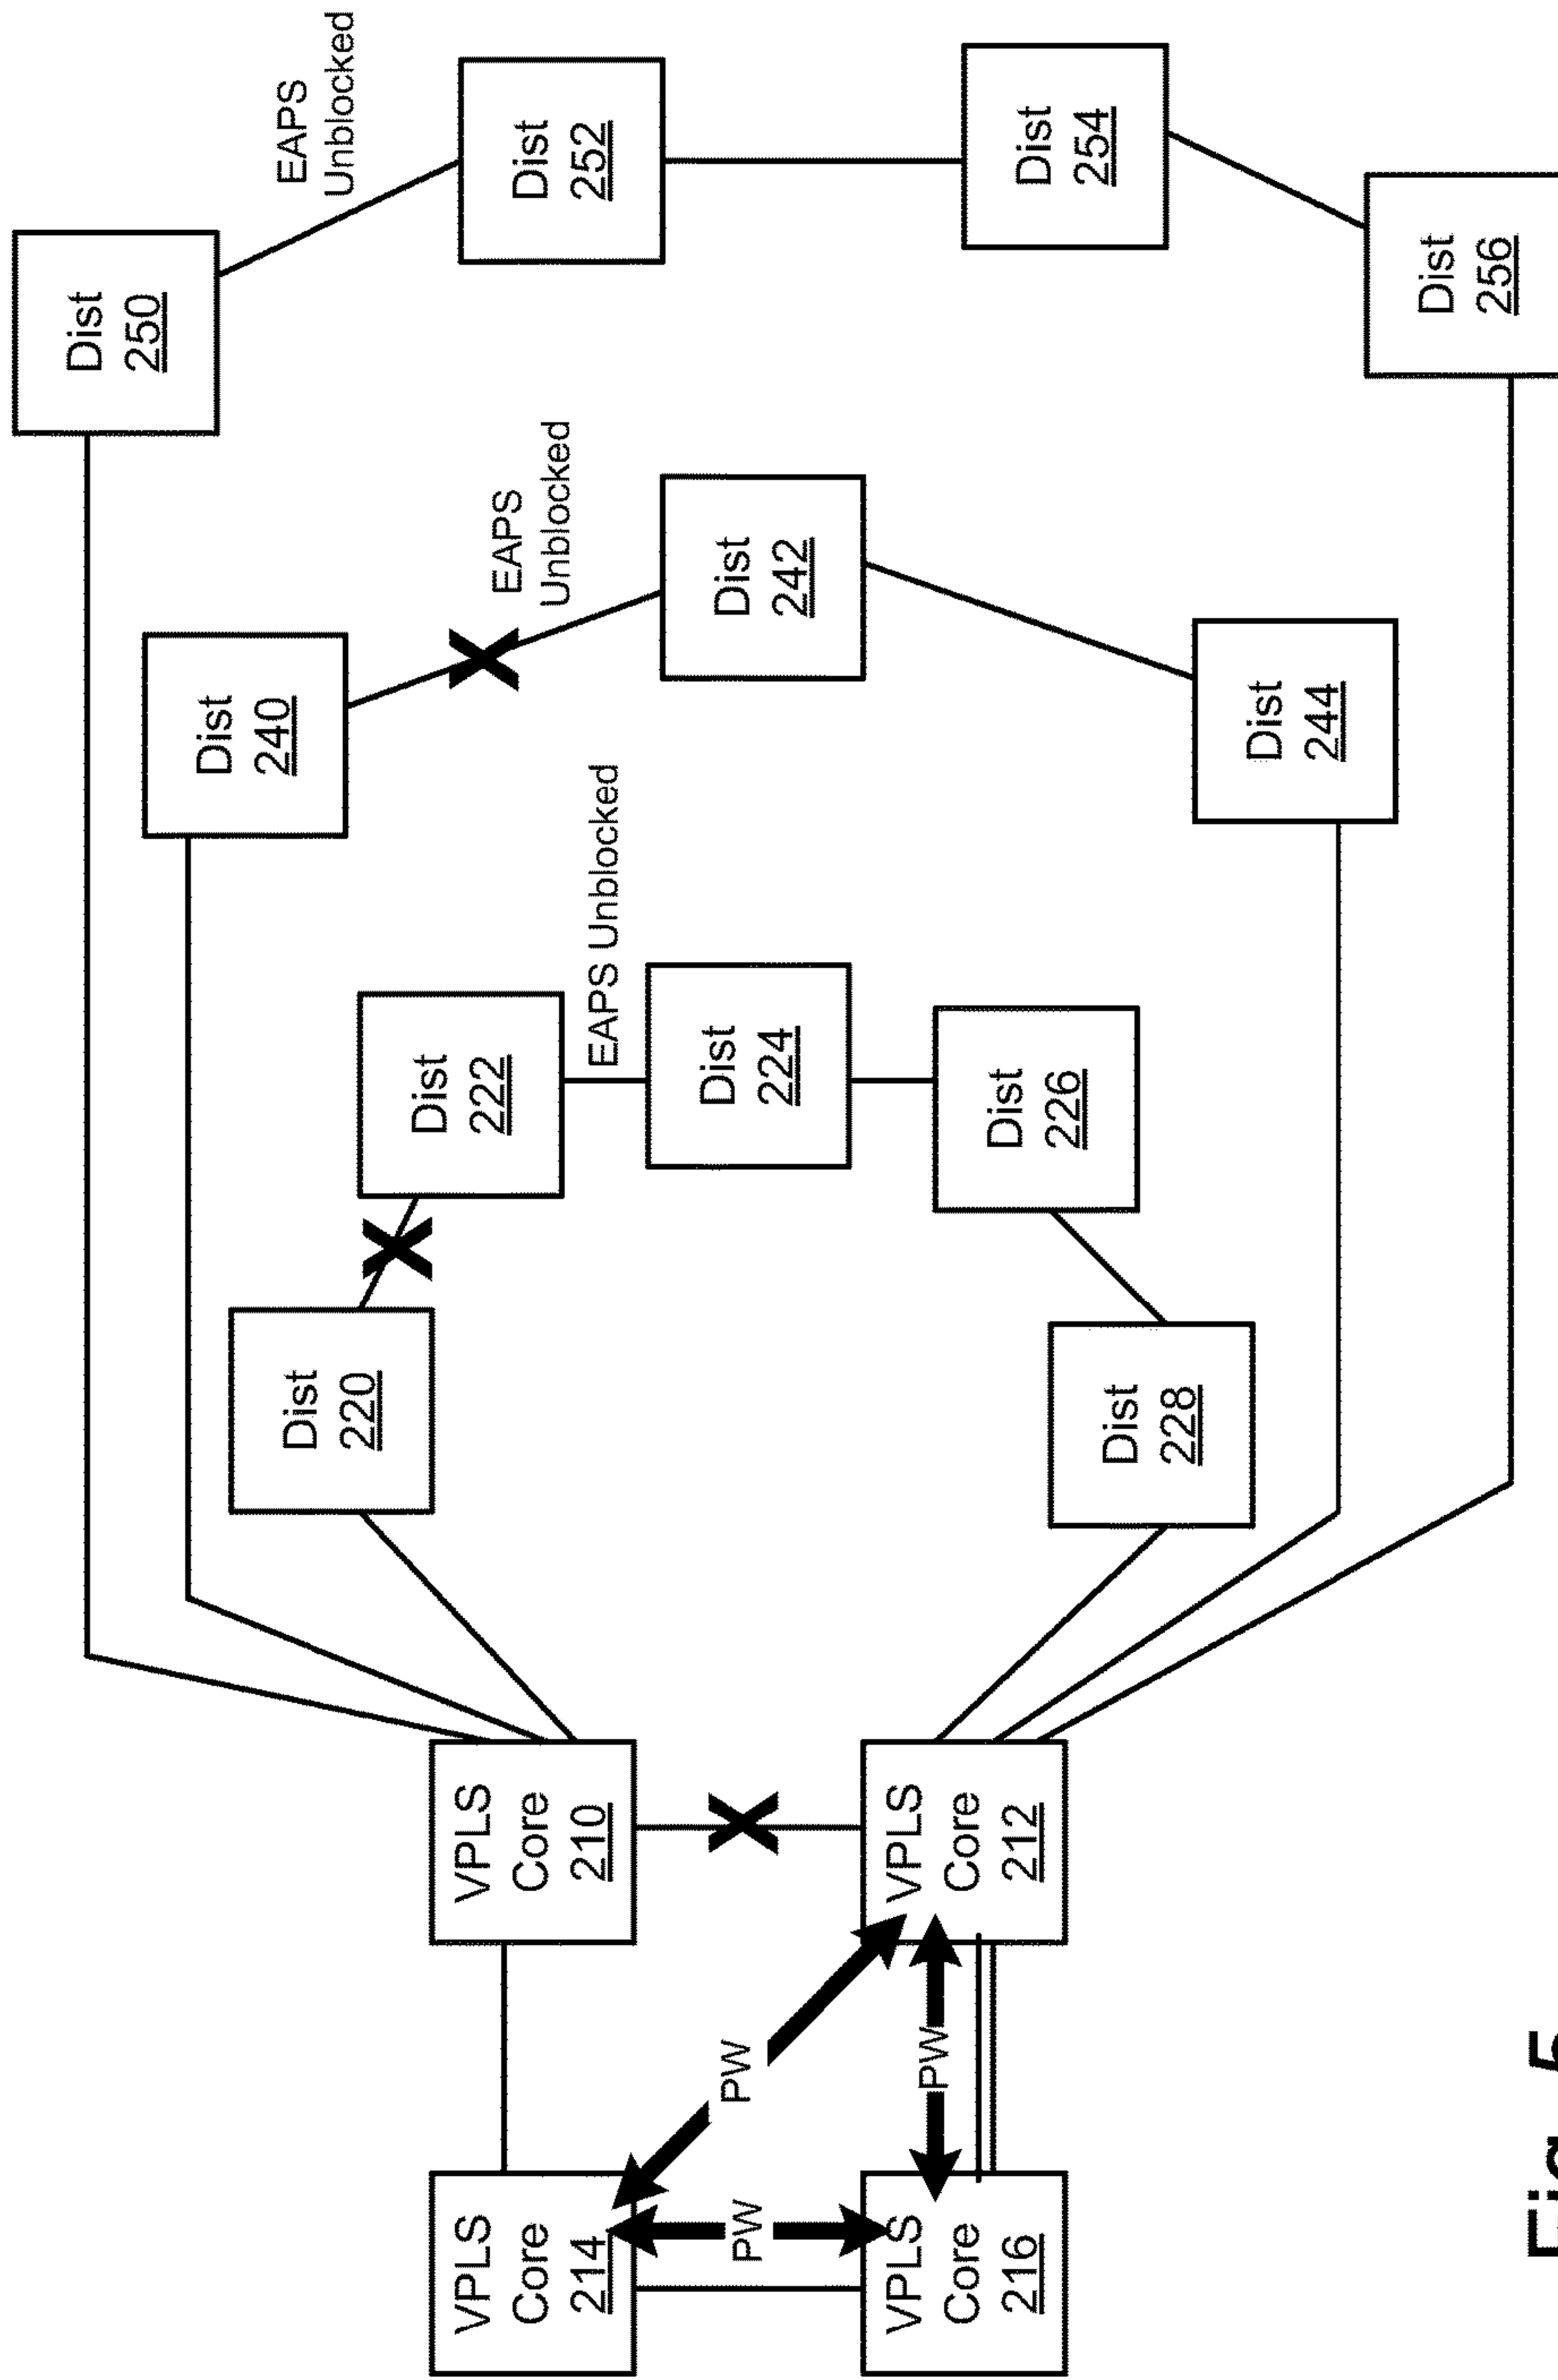 Dist
250
Dist
240
EAPS
Unblocked
Dist
220
Dist
222
VPLS
Core
214
VPLS
Core
210
EAPS
Unblocked
Dist
252
EAPS Unblocked
Dist
224
Dist
242
PW
PW
VPLS
Core
216
PW
VPLS
Core
212
Dist
226
Dist
254
Dist
228
Dist
244
Dist
256
Fig. 5